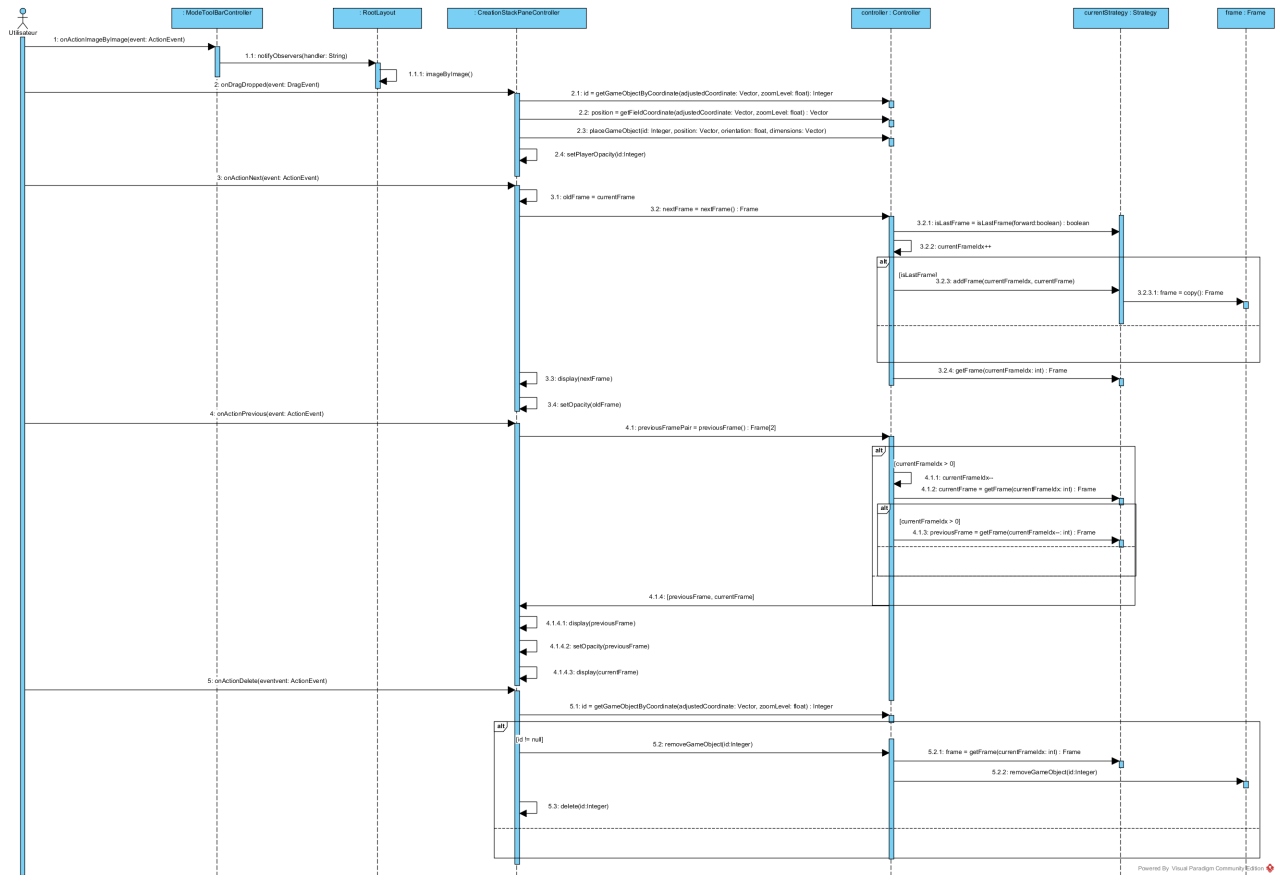 : ModeToolBarController
: RootLayout
: CreationStackPaneController
controller : Controller
currentStrategy : Strategy
frame : Frame
Utilisateur
1: onActionImageByImage(event: ActionEvent)
1.1: notifyObservers(handler: String)
1.1.1: imageByImage()
2: onDragDropped(event: DragEvent)
2.1: id = getGameObjectByCoordinate(adjustedCoordinate: Vector, zoomLevel: float): Integer
2.2: position = getFieldCoordinate(adjustedCoordinate: Vector, zoomLevel: float) : Vector
2.3: placeGameObject(id: Integer, position: Vector, orientation: float, dimensions: Vector)
2.4: setPlayerOpacity(id:Integer)
3: onActionNext(event: ActionEvent)
3.1: oldFrame = currentFrame
3.2: nextFrame = nextFrame() : Frame
3.2.1: isLastFrame = isLastFrame(forward:boolean) : boolean
3.2.2: currentFrameIdx++
alt
[isLastFrame]
3.2.3: addFrame(currentFrameIdx, currentFrame)
3.2.3.1: frame = copy(): Frame
3.2.4: getFrame(currentFrameIdx: int) : Frame
3.3: display(nextFrame)
3.4: setOpacity(oldFrame)
4: onActionPrevious(event: ActionEvent)
4.1: previousFramePair = previousFrame() : Frame[2]
alt
[currentFrameIdx > 0]
4.1.1: currentFrameIdx--
4.1.2: currentFrame = getFrame(currentFrameIdx: int) : Frame
alt
[currentFrameIdx > 0]
4.1.3: previousFrame = getFrame(currentFrameIdx--: int) : Frame
4.1.4: [previousFrame, currentFrame]
4.1.4.1: display(previousFrame)
4.1.4.2: setOpacity(previousFrame)
4.1.4.3: display(currentFrame)
5: onActionDelete(eventvent: ActionEvent)
5.1: id = getGameObjectByCoordinate(adjustedCoordinate: Vector, zoomLevel: float) : Integer
alt
[id != null]
5.2: removeGameObject(id:Integer)
5.2.1: frame = getFrame(currentFrameIdx: int) : Frame
5.2.2: removeGameObject(id:Integer)
5.3: delete(id:Integer)
Powered By Visual Paradigm Community Edition